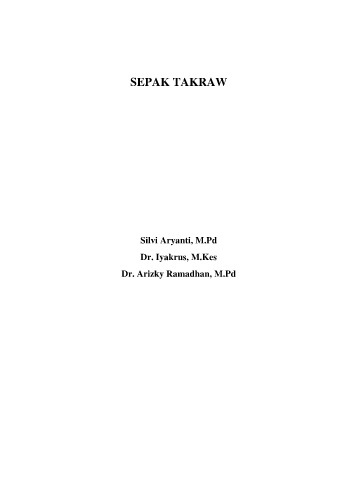 SEPAK TAKRAW
Silvi Aryanti, M.Pd
Dr. Iyakrus, M.Kes
Dr. Arizky Ramadhan, M.Pd